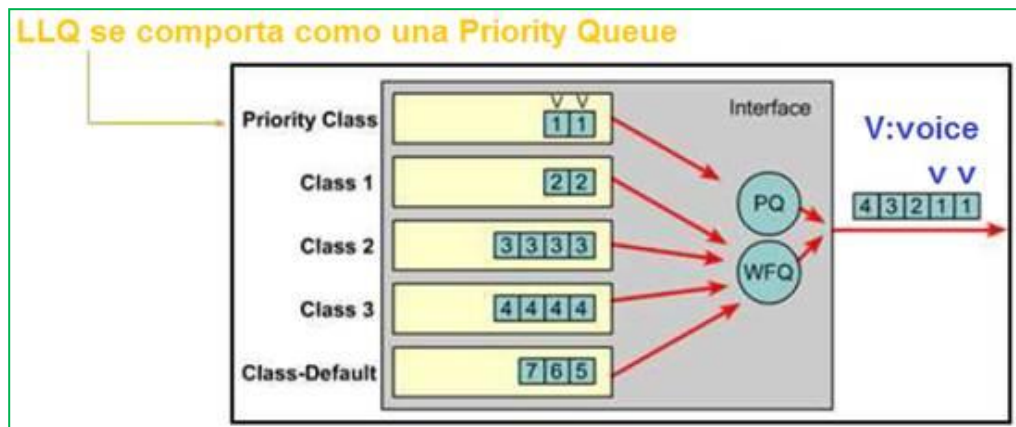 LLQ se comporta como una Priority Queue
Priority Class
V V
1 1
Interface
V:voice
v v
Class 1
2 2
PQ
4 3 2 1 1
Class 2
3 3 3 3
WFQ
Class 3
4 4 4 4
Class-Default
7 6 5